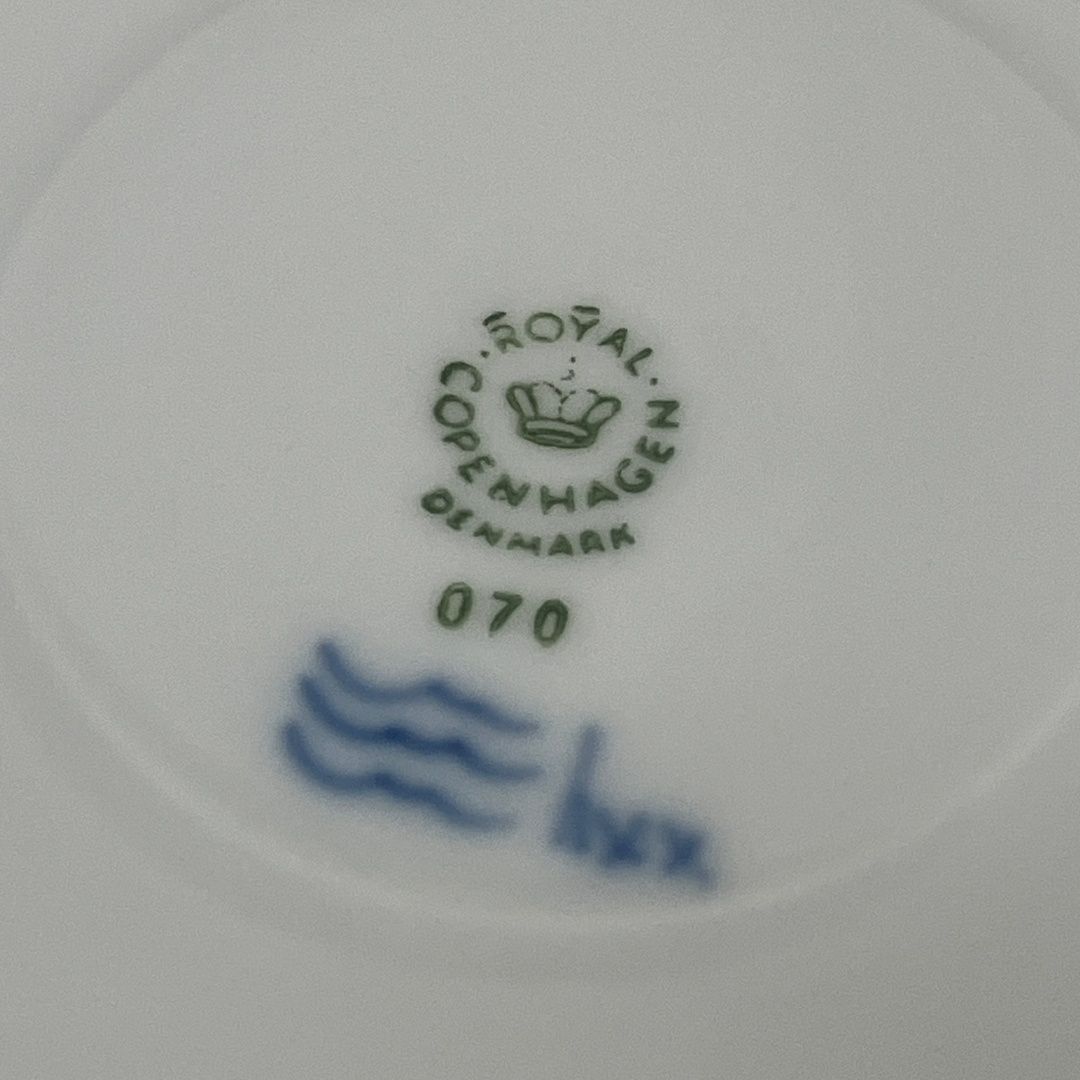 ROYAL
COPENHAGEN
DENMARK
070